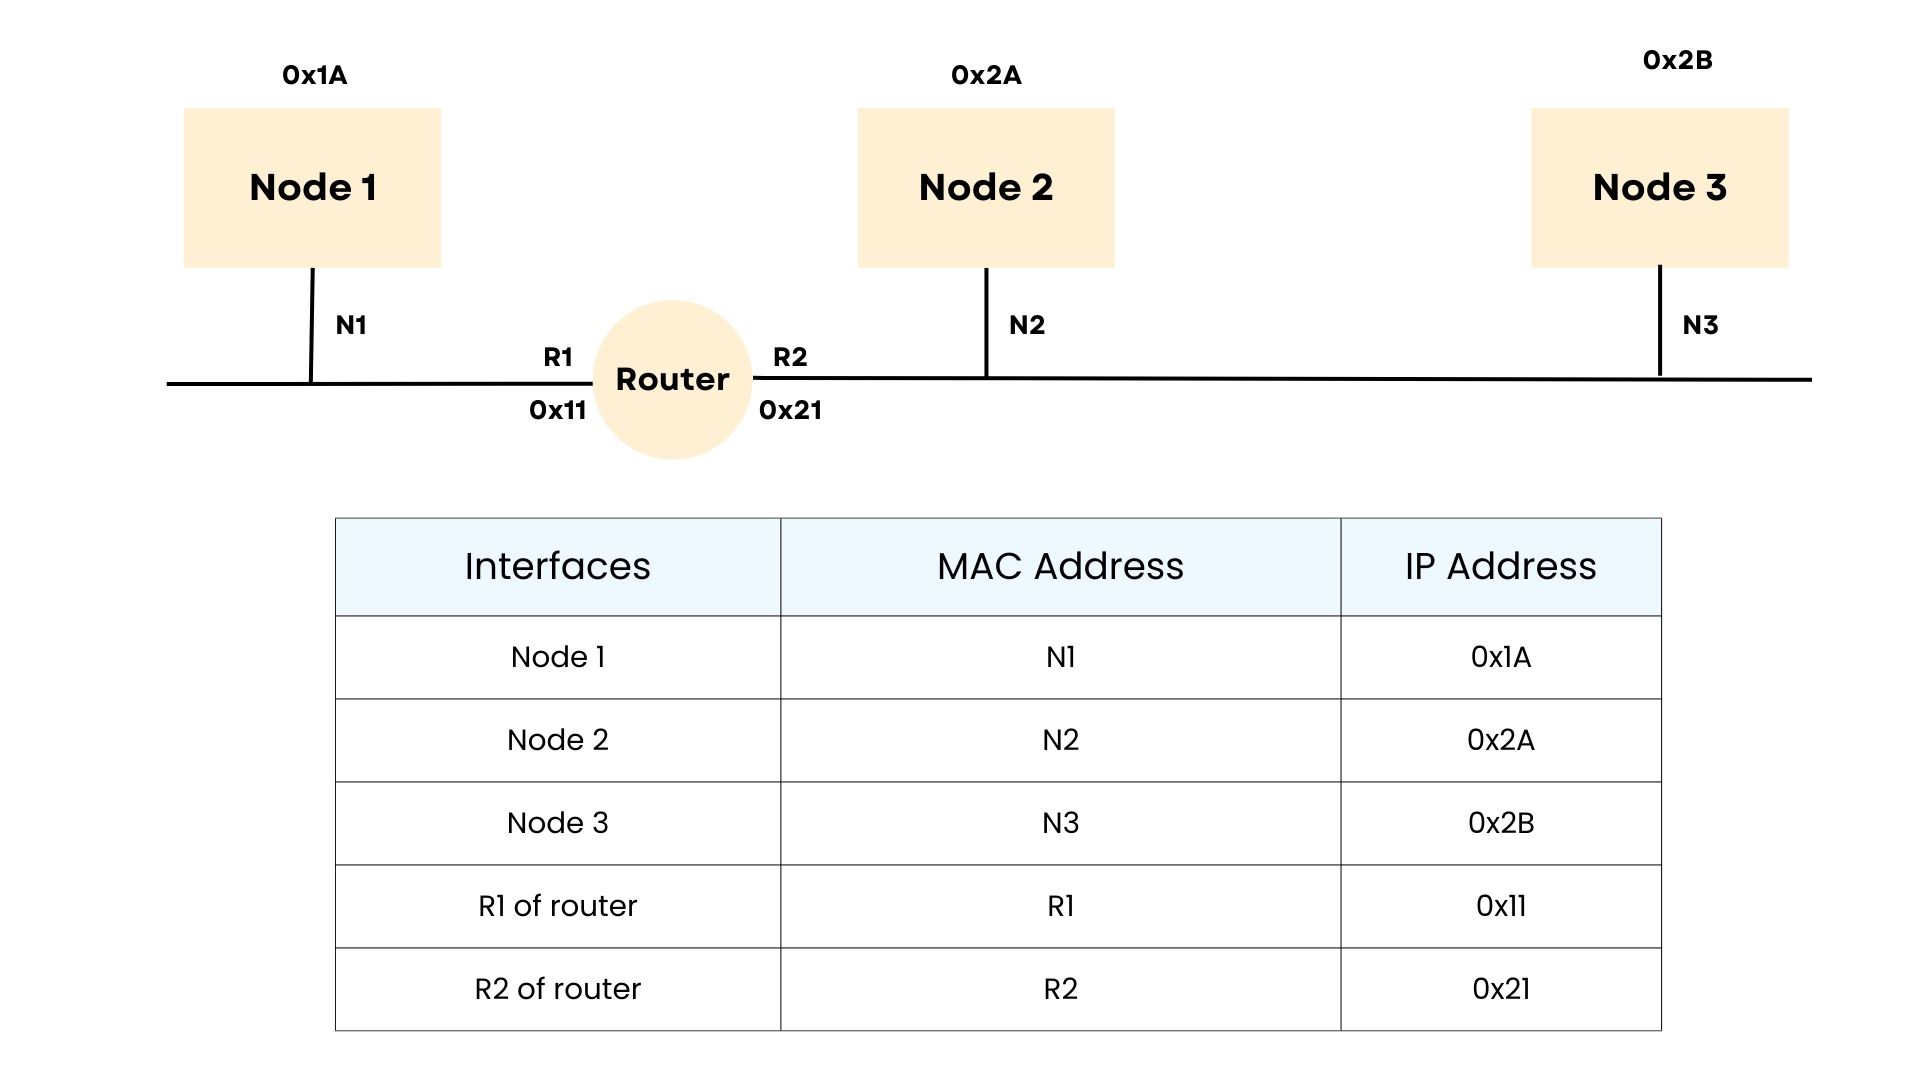 0x1A
0x2A
0x2B
Node 1
Node 2
Node 3
N1
N2
N3
R1
R2
Router
0x11
0x21
Interfaces MAC Address IP Address
Node 1 N1 0x1A
Node 2 N2 0x2A
Node 3 N3 0x2B
R1 of router R1 0x11
R2 of router R2 0x21